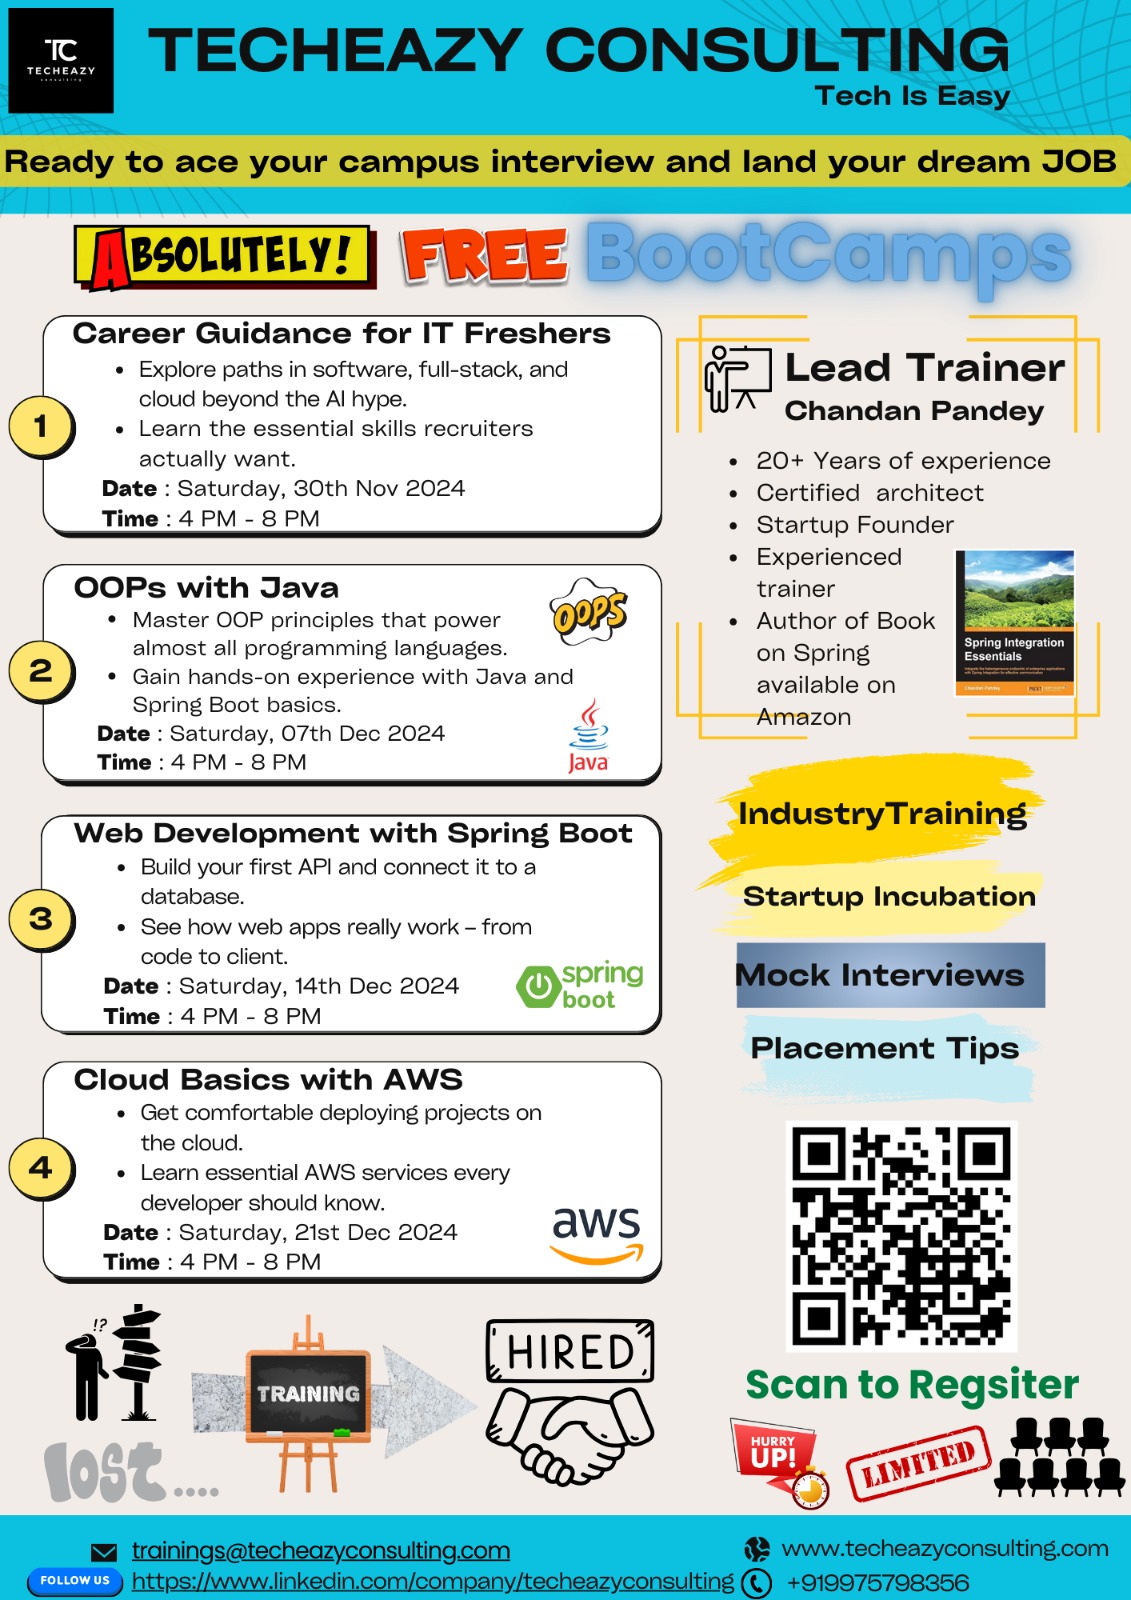 TC
TECHEAZY
consulting
TECHEAZY CONSULTING
Tech Is Easy
Ready to ace your campus interview and land your dream JOB
ABSOLUTELY! FREE BootCamps
1
Career Guidance for IT Freshers
• Explore paths in software, full-stack, and
cloud beyond the AI hype.
• Learn the essential skills recruiters
actually want.
Date : Saturday, 30th Nov 2024
Time : 4 PM - 8 PM
2
OOPs with Java
• Master OOP principles that power
almost all programming languages.
• Gain hands-on experience with Java and
Spring Boot basics.
Date : Saturday, 07th Dec 2024
Time : 4 PM - 8 PM
OOPS
Java
3
Web Development with Spring Boot
• Build your first API and connect it to a
database.
• See how web apps really work – from
code to client.
Date : Saturday, 14th Dec 2024
Time : 4 PM - 8 PM
spring
boot
4
Cloud Basics with AWS
• Get comfortable deploying projects on
the cloud.
• Learn essential AWS services every
developer should know.
Date : Saturday, 21st Dec 2024
Time : 4 PM - 8 PM
aws
Lead Trainer
Chandan Pandey
• 20+ Years of experience
• Certified architect
• Startup Founder
• Experienced
trainer
• Author of Book
on Spring
available on
Amazon
Spring Integration
Essentials
Chandan Pandey
IndustryTraining
Startup Incubation
Mock Interviews
Placement Tips
Scan to Regsiter
HURRY
UP!
LIMITED
!?
lost....
TRAINING
HIRED
trainings@techeazyconsulting.com
FOLLOW US
https://www.linkedin.com/company/techeazyconsulting
www.techeazyconsulting.com
+919975798356